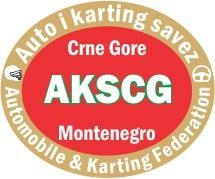 Auto i karting savez
Crne Gore
AKSCG
Montenegro
Automobile & Karting Federation